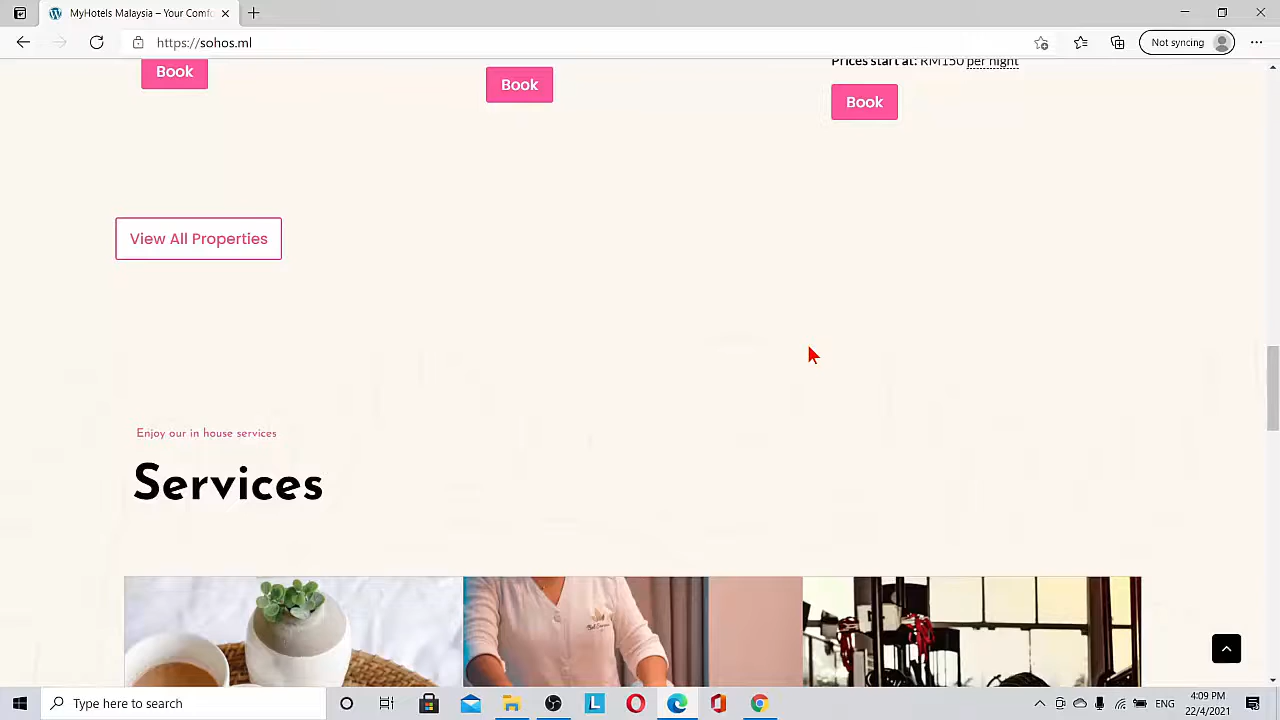 MyHotels Malaysia – Your Comfo
https://sohos.ml
Not syncing
Prices start at: RM150 per night
Book
Book
Book
View All Properties
Enjoy our in house services
Services
Type here to search
ENG
4:09 PM
22/4/2021